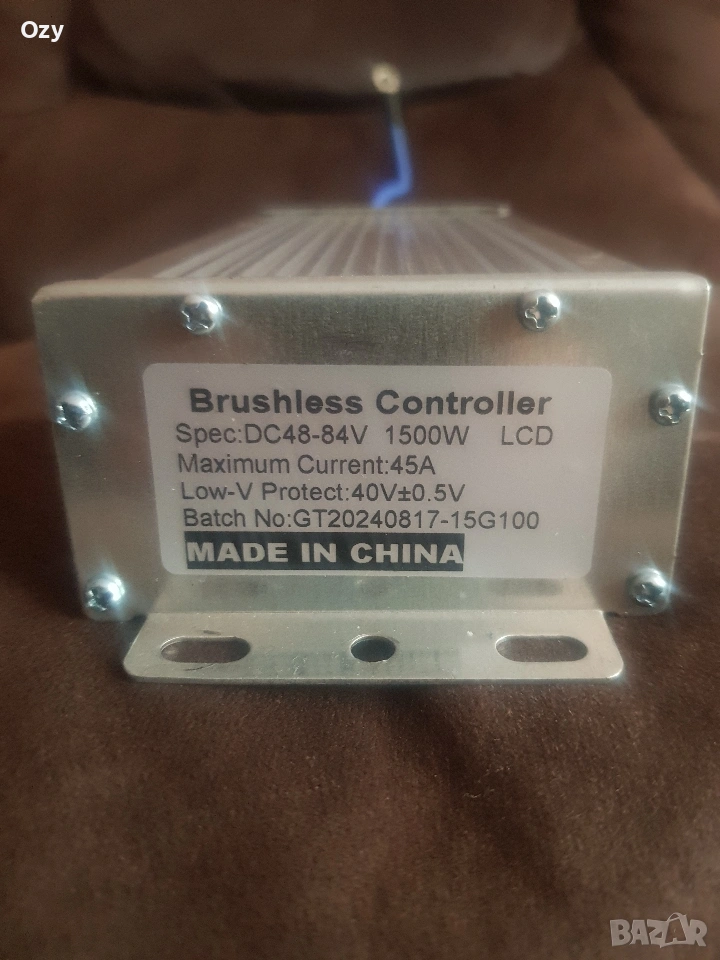 Ozy
Brushless Controller
Spec:DC48-84V 1500W LCD
Maximum Current:45A
Low-V Protect:40V±0.5V
Batch No:GT20240817-15G100
MADE IN CHINA
BAZAR